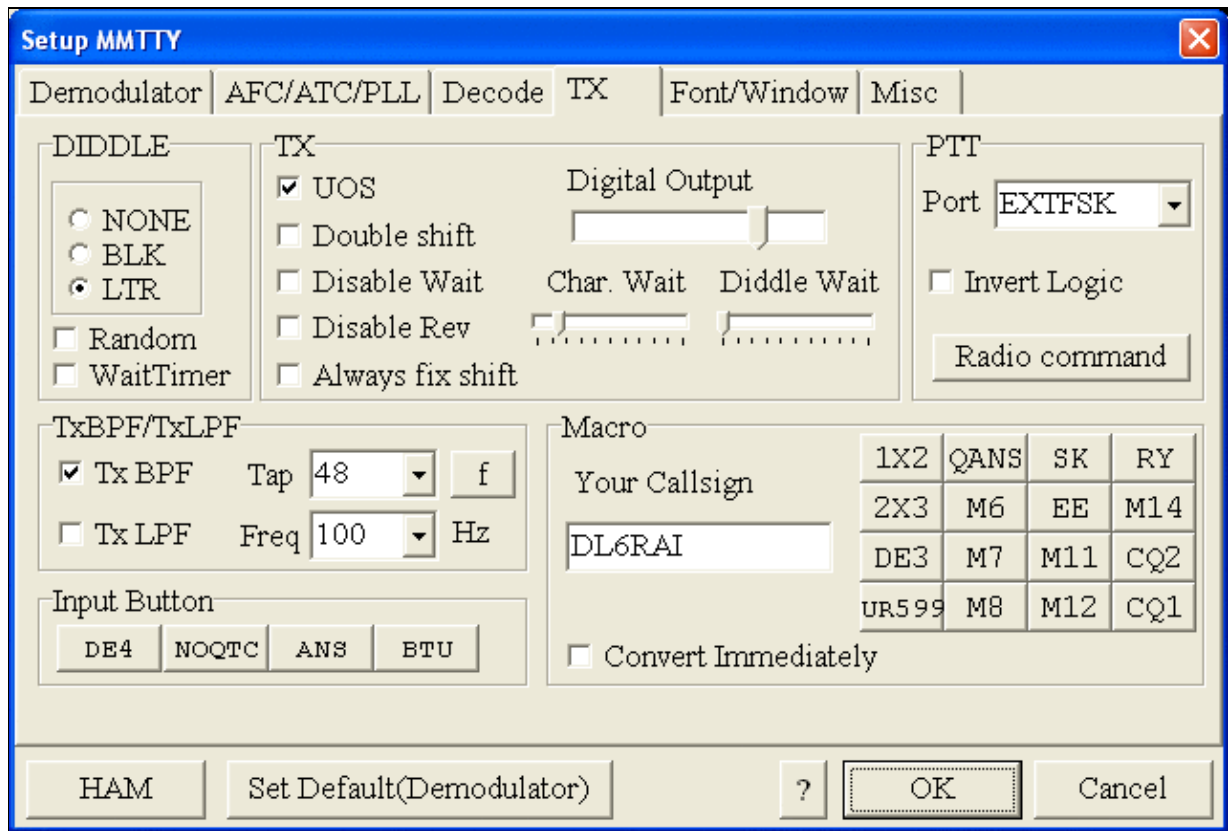 Setup MMTTY
Demodulator AFC/ATC/PLL Decode TX Font/Window Misc
DIDDLE
NONE
BLK
LTR
Random
WaitTimer
TX
UOS
Double shift
Disable Wait
Disable Rev
Always fix shift
Digital Output
Char. Wait Diddle Wait
PTT
Port EXTFSK
Invert Logic
Radio command
TxBPF/TxLPF
Tx BPF Tap 48 f
Tx LPF Freq 100 Hz
Input Button
DE4 NOQTC ANS BTU
Macro
Your Callsign
DL6RAI
Convert Immediately
1X2 QANS SK RY
2X3 M6 EE M14
DE3 M7 M11 CQ2
UR599 M8 M12 CQ1
HAM Set Default(Demodulator) ? OK Cancel